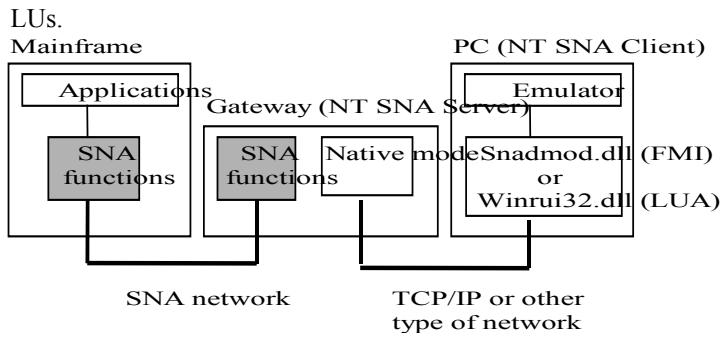 LUs.
Mainframe
PC (NT SNA Client)
Applications
Gateway (NT SNA Server)
Emulator
SNA
functions
SNA
functions
Native mode
Snadmod.dll (FMI)
or
Winrui32.dll (LUA)
SNA network
TCP/IP or other
type of network